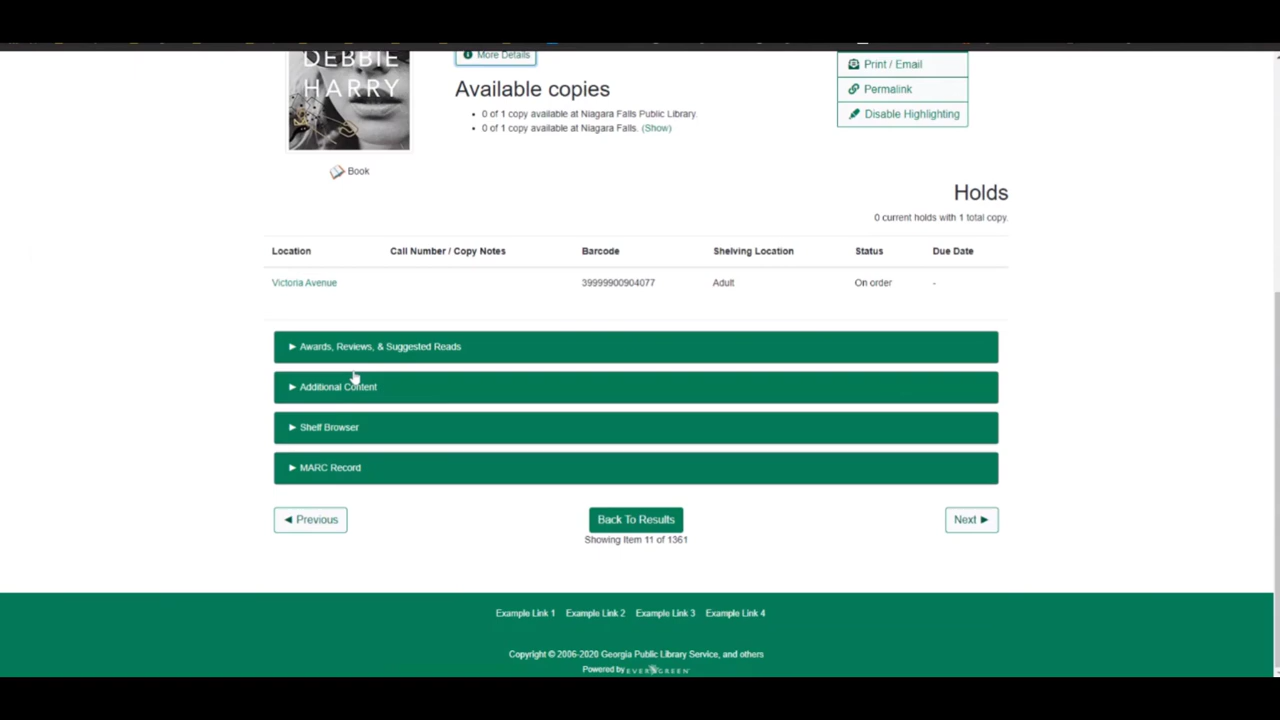 DEBBIE
HARRY
More Details
Available copies
0 of 1 copy available at Niagara Falls Public Library.
0 of 1 copy available at Niagara Falls. (Show)
Print / Email
Permalink
Disable Highlighting
Book
Holds
0 current holds with 1 total copy.
Location Call Number / Copy Notes Barcode Shelving Location Status Due Date
Victoria Avenue 39999900904077 Adult On order -
Awards, Reviews, & Suggested Reads
Additional Content
Shelf Browser
MARC Record
Previous
Back To Results
Next
Showing Item 11 of 1361
Example Link 1 Example Link 2 Example Link 3 Example Link 4
Copyright © 2006-2020 Georgia Public Library Service, and others
Powered by EVERGREEN